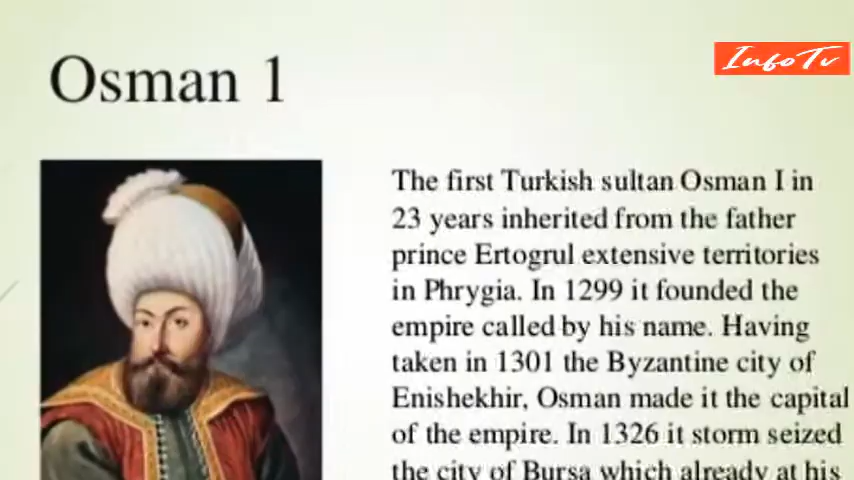 InfoTv
Osman 1
The first Turkish sultan Osman I in
23 years inherited from the father
prince Ertogrul extensive territories
in Phrygia. In 1299 it founded the
empire called by his name. Having
taken in 1301 the Byzantine city of
Enishekhir, Osman made it the capital
of the empire. In 1326 it storm seized
the city of Bursa which already at his